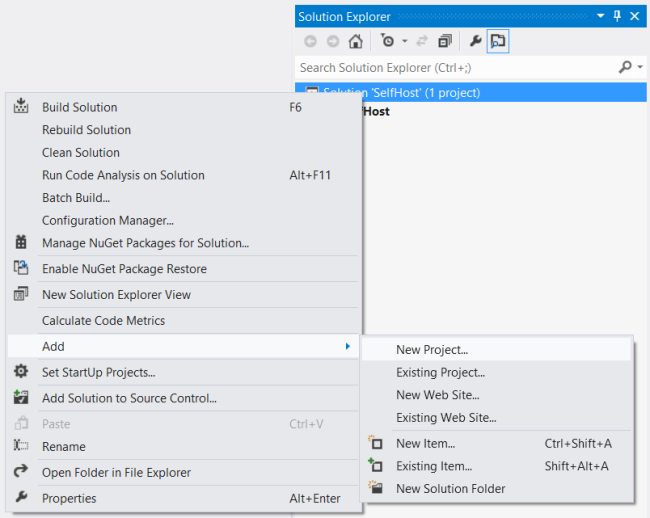 Solution Explorer
Search Solution Explorer (Ctrl+;)
Solution 'SelfHost' (1 project)
Host
Build Solution F6
Rebuild Solution
Clean Solution
Run Code Analysis on Solution Alt+F11
Batch Build...
Configuration Manager...
Manage NuGet Packages for Solution...
Enable NuGet Package Restore
New Solution Explorer View
Calculate Code Metrics
Add
Set StartUp Projects...
Add Solution to Source Control...
Paste Ctrl+V
Rename
Open Folder in File Explorer
Properties Alt+Enter
New Project...
Existing Project...
New Web Site...
Existing Web Site...
New Item... Ctrl+Shift+A
Existing Item... Shift+Alt+A
New Solution Folder